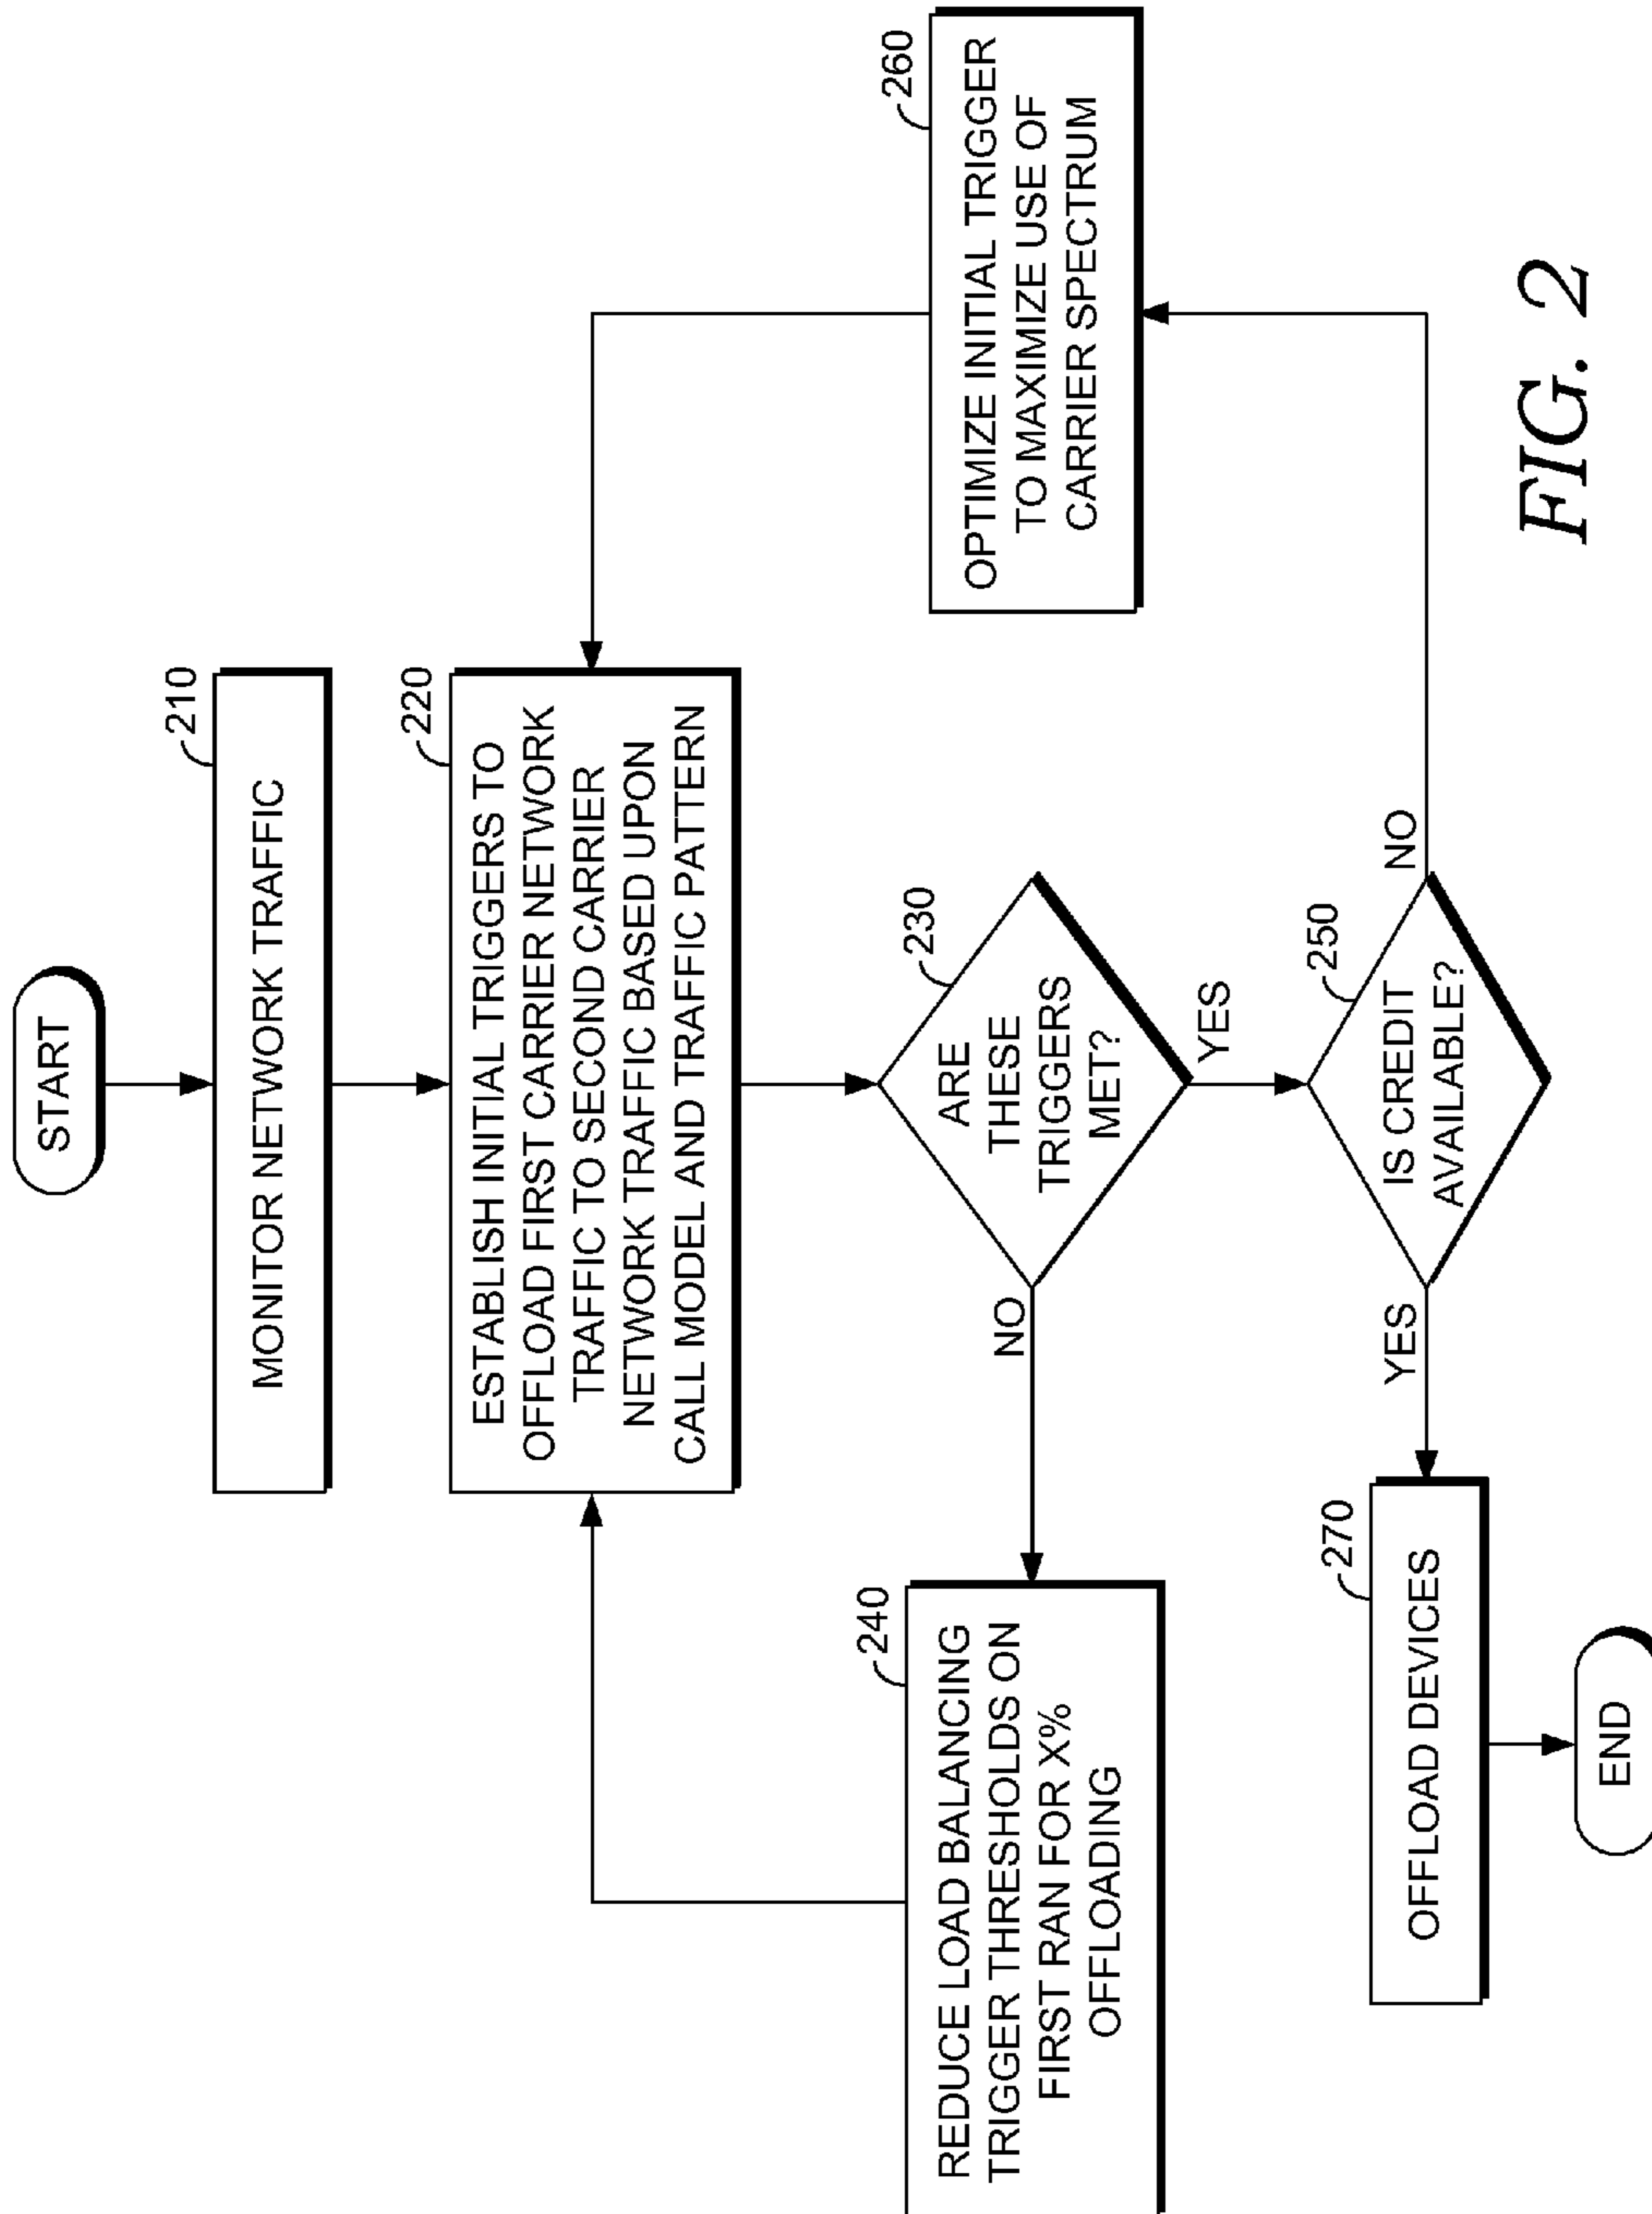 START
210
MONITOR NETWORK TRAFFIC
220
ESTABLISH INITIAL TRIGGERS TO
OFFLOAD FIRST CARRIER NETWORK
TRAFFIC TO SECOND CARRIER
NETWORK TRAFFIC BASED UPON
CALL MODEL AND TRAFFIC PATTERN
230
ARE
THESE
TRIGGERS
MET?
NO
YES
240
REDUCE LOAD BALANCING
TRIGGER THRESHOLDS ON
FIRST RAN FOR X%
OFFLOADING
250
IS CREDIT
AVAILABLE?
YES
NO
260
OPTIMIZE INITIAL TRIGGER
TO MAXIMIZE USE OF
CARRIER SPECTRUM
270
OFFLOAD DEVICES
END
FIG. 2